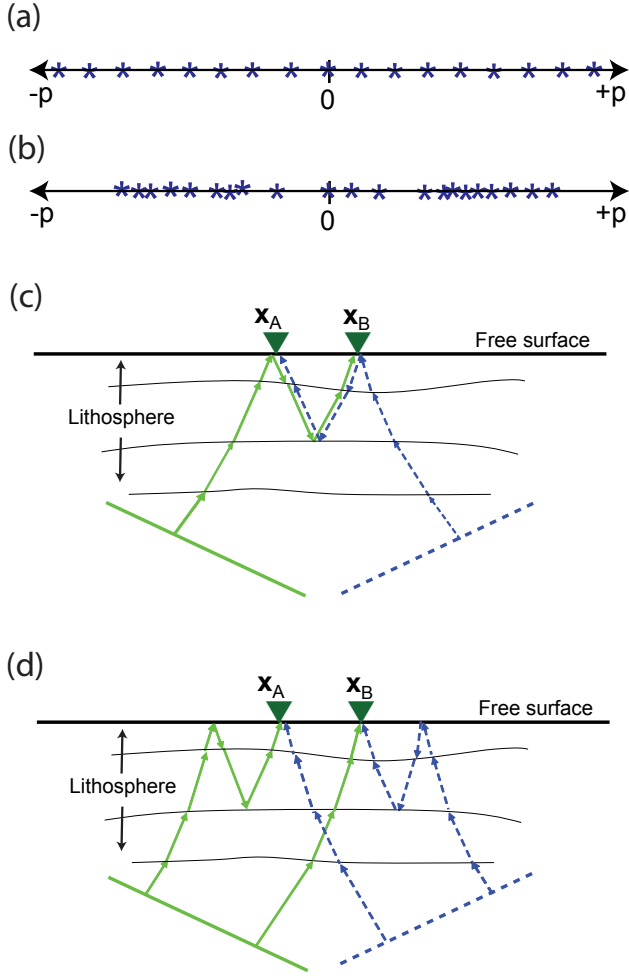 (a)
-p 0 +p
(b)
-p 0 +p
(c)
xA xB
Free surface
Lithosphere
(d)
xA xB
Free surface
Lithosphere